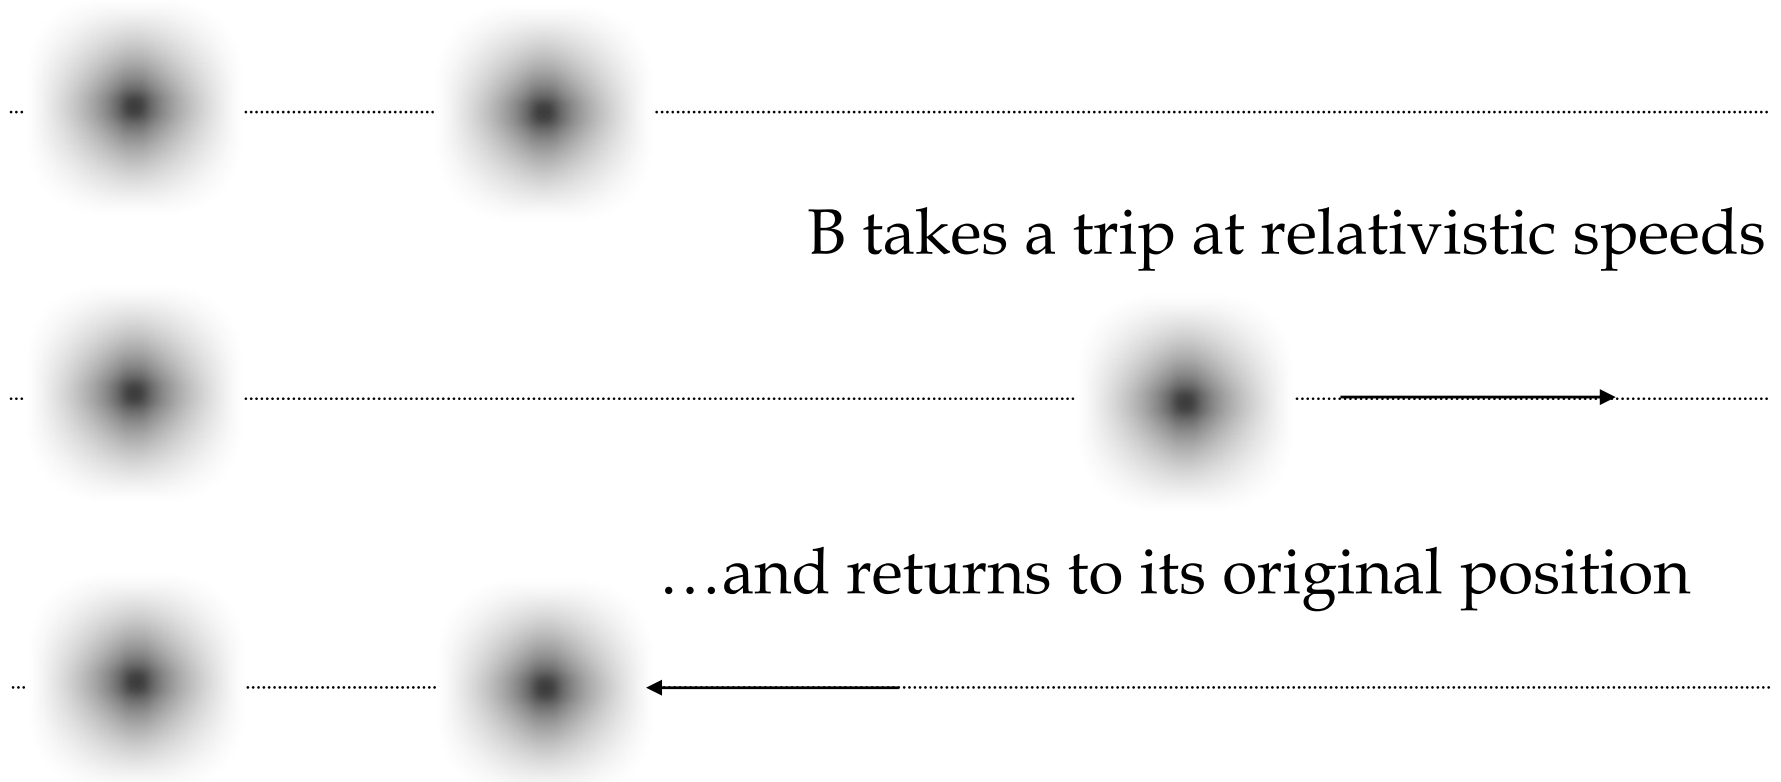 B takes a trip at relativistic speeds
…and returns to its original position